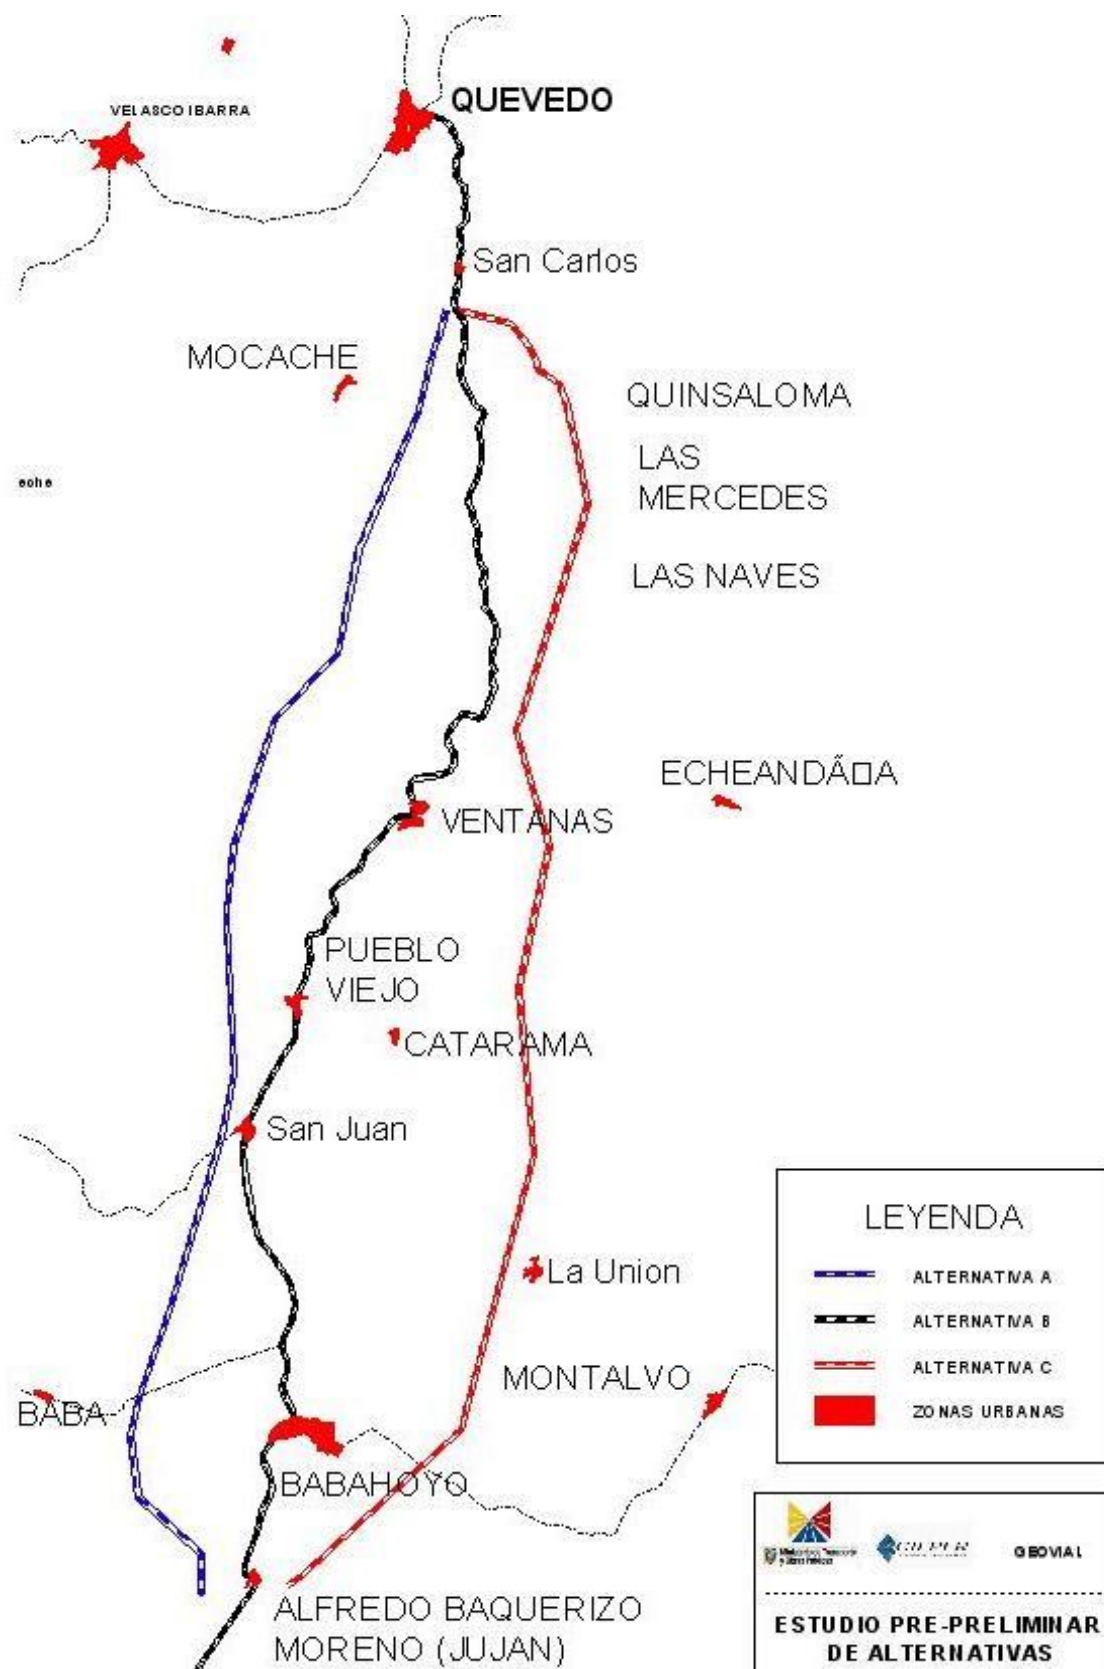 VELASCO IBARRA
QUEVEDO
San Carlos
MOCACHE
QUINSALOMA
LAS
MERCEDES
eche
LAS NAVES
ECHEANDÃ□A
VENTANAS
PUEBLO
VIEJO
CATARAMA
San Juan
La Union
MONTALVO
BABA
BABAHOYO
ALFREDO BAQUERIZO
MORENO (JUJAN)
LEYENDA
ALTERNATIVA A
ALTERNATIVA B
ALTERNATIVA C
ZONAS URBANAS
GEOVIAL
ESTUDIO PRE-PRELIMINAR
DE ALTERNATIVAS